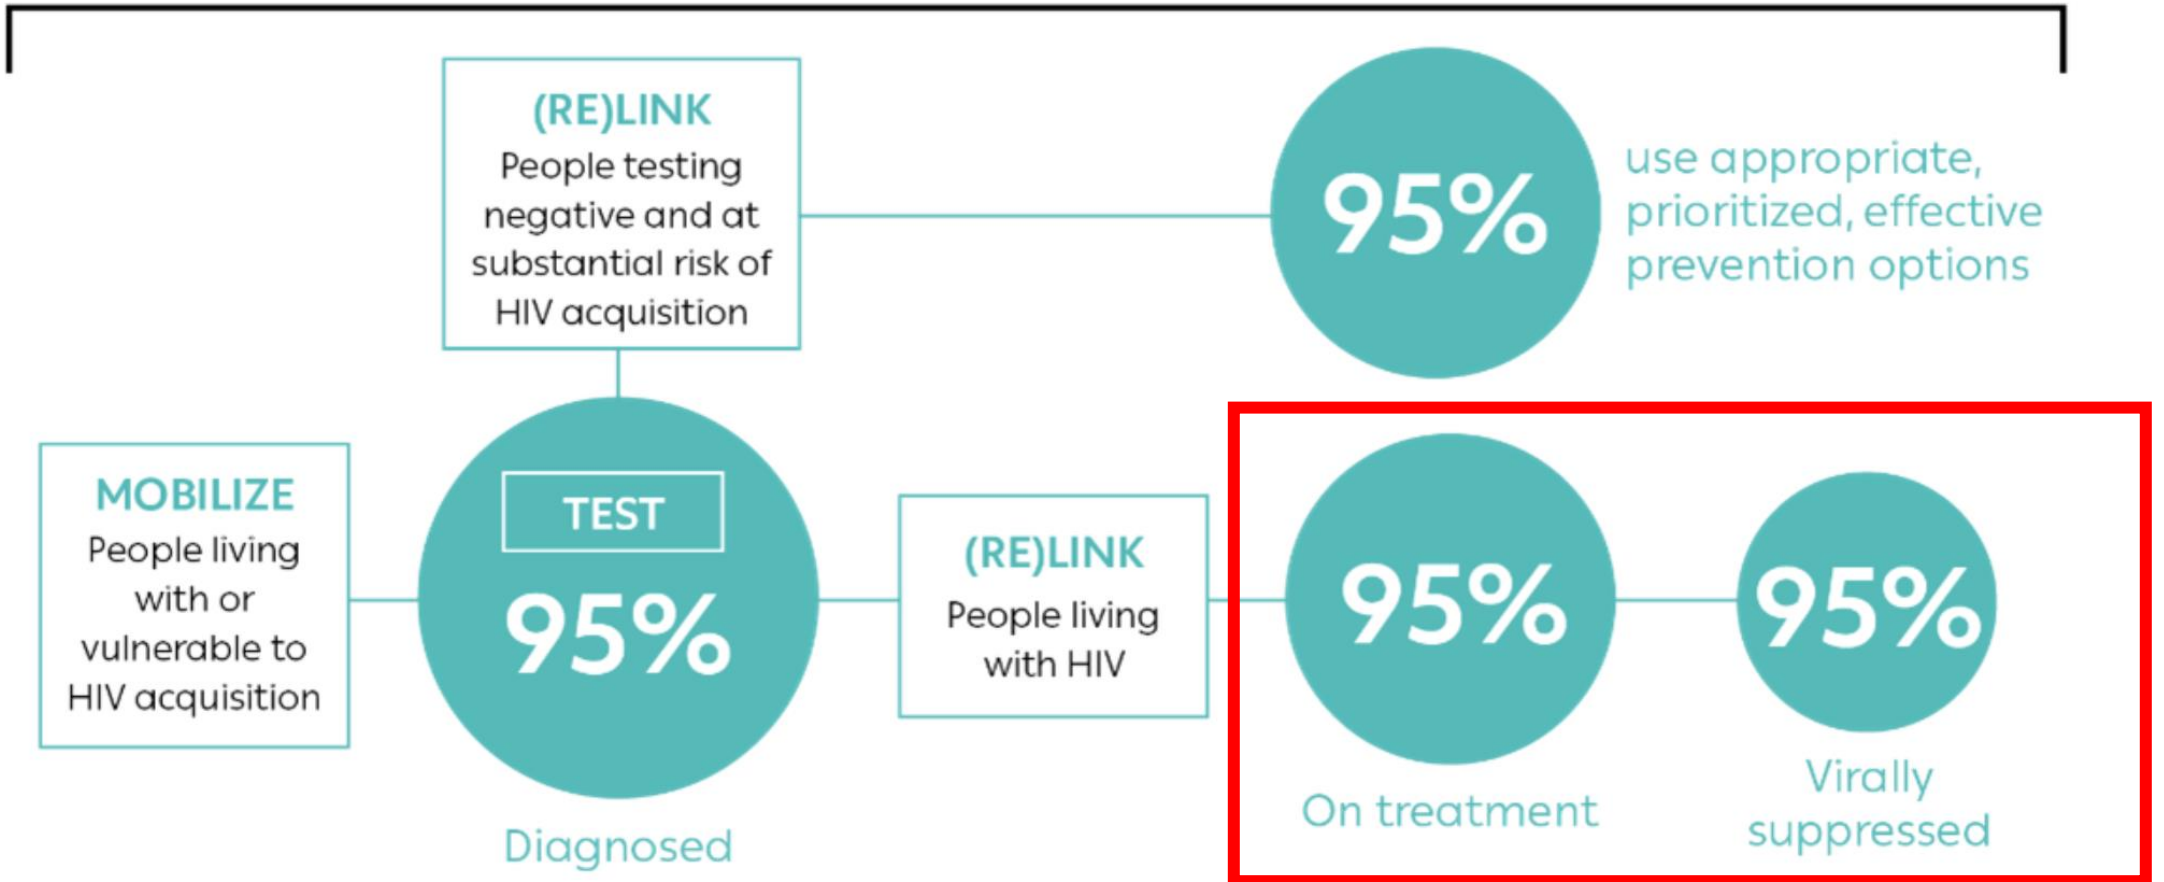 (RE)LINK
People testing
negative and at
substantial risk of
HIV acquisition
95%
use appropriate,
prioritized, effective
prevention options
MOBILIZE
People living
with or
vulnerable to
HIV acquisition
TEST
95%
Diagnosed
(RE)LINK
People living
with HIV
95%
On treatment
95%
Virally
suppressed